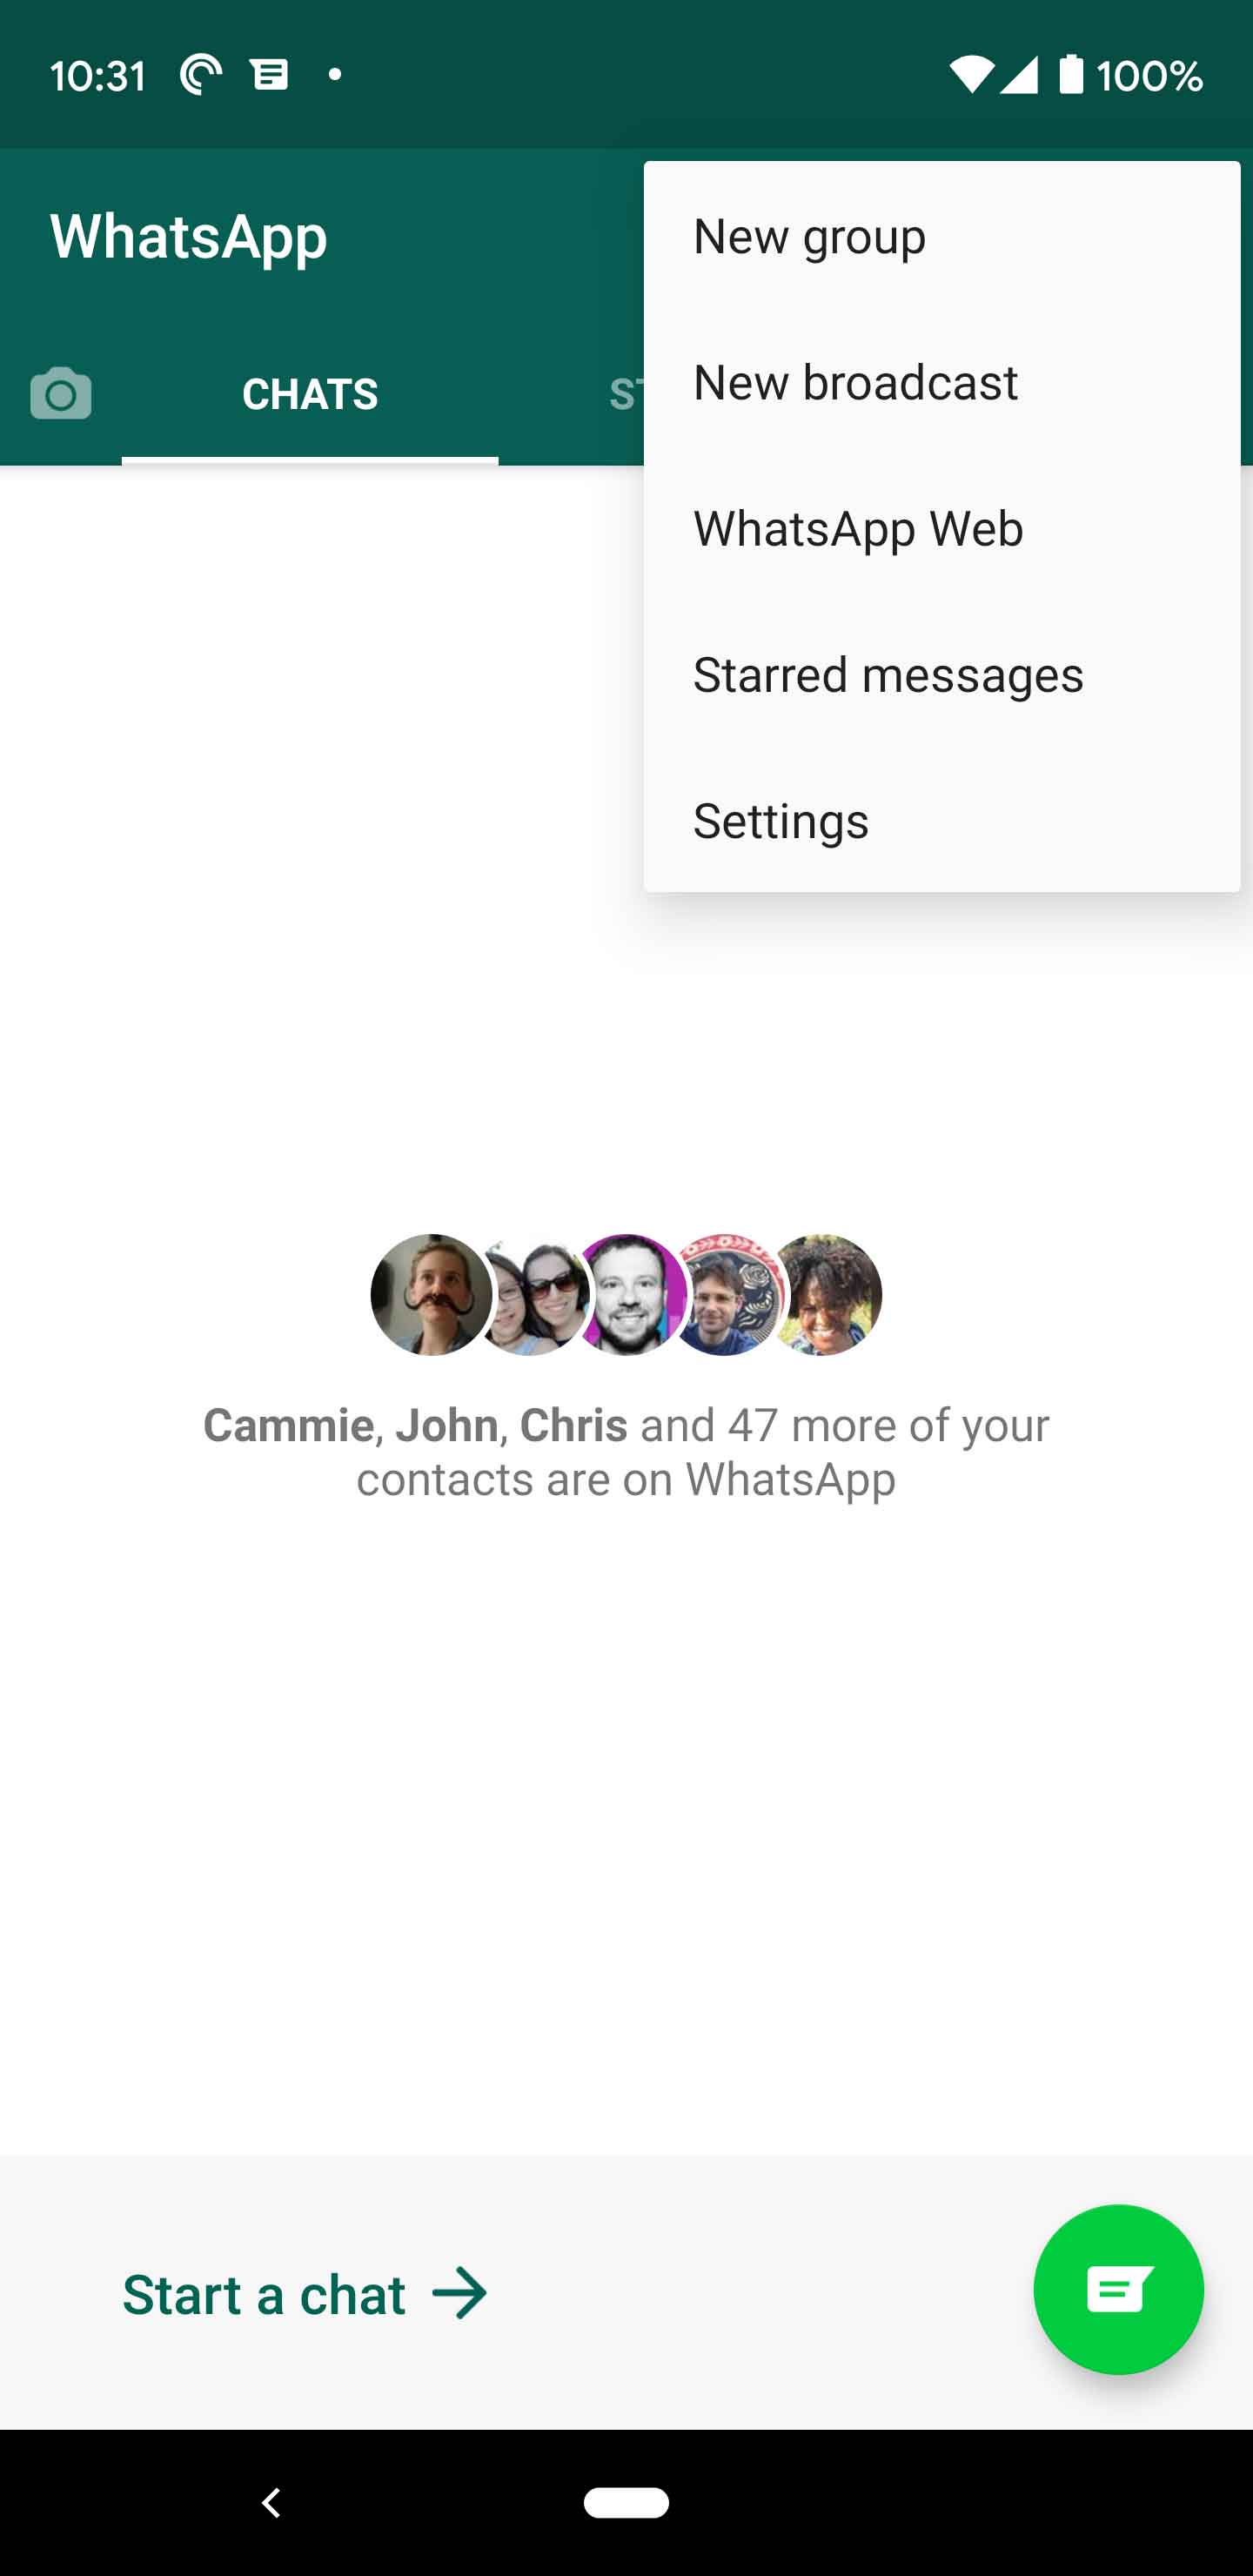 10:31
100%
WhatsApp
New group
CHATS
ST
New broadcast
WhatsApp Web
Starred messages
Settings
Cammie, John, Chris and 47 more of your
contacts are on WhatsApp
Start a chat